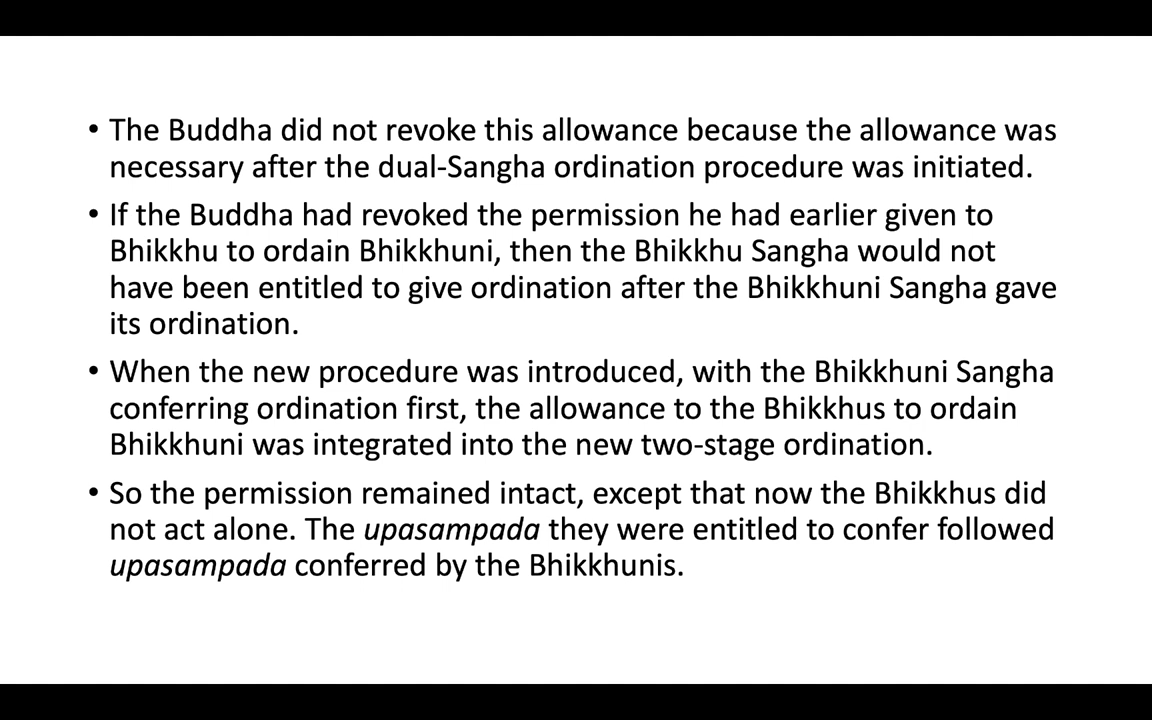 • The Buddha did not revoke this allowance because the allowance was
necessary after the dual-Sangha ordination procedure was initiated.
• If the Buddha had revoked the permission he had earlier given to
Bhikkhu to ordain Bhikkhuni, then the Bhikkhu Sangha would not
have been entitled to give ordination after the Bhikkhuni Sangha gave
its ordination.
• When the new procedure was introduced, with the Bhikkhuni Sangha
conferring ordination first, the allowance to the Bhikkhus to ordain
Bhikkhuni was integrated into the new two-stage ordination.
• So the permission remained intact, except that now the Bhikkhus did
not act alone. The upasampada they were entitled to confer followed
upasampada conferred by the Bhikkhunis.